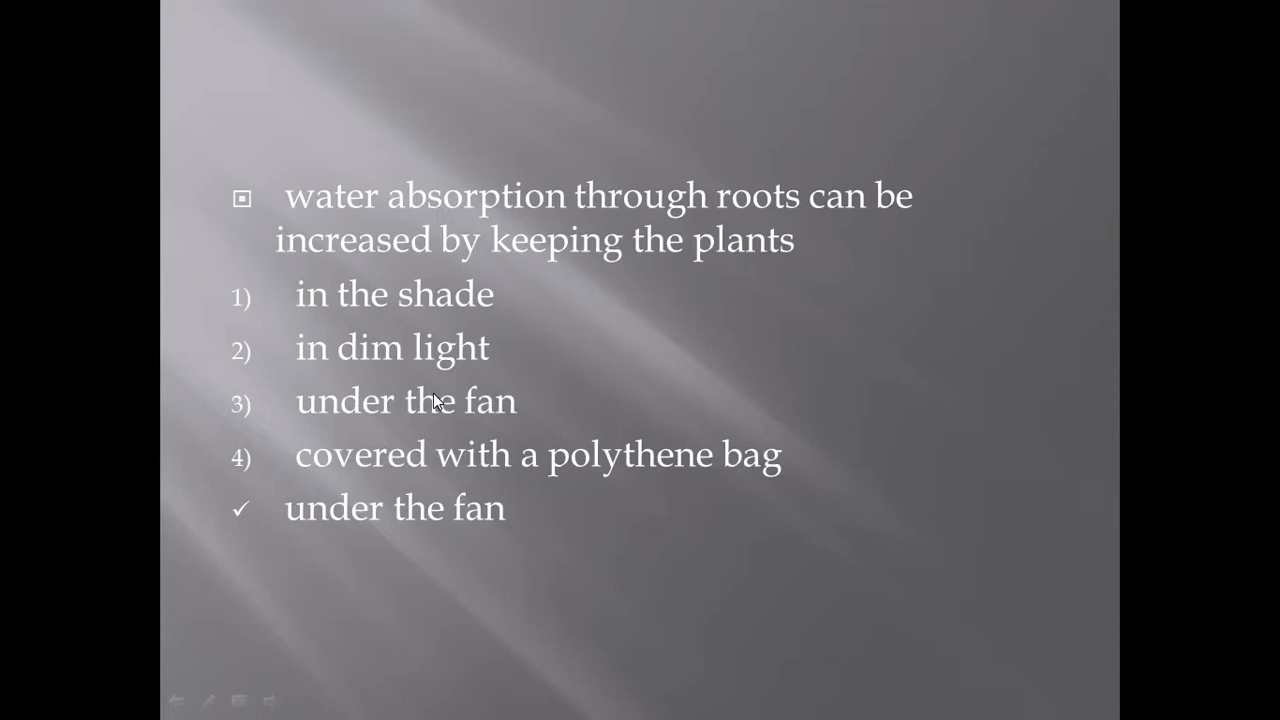 water absorption through roots can be
increased by keeping the plants
1) in the shade
2) in dim light
3) under the fan
4) covered with a polythene bag
✓ under the fan